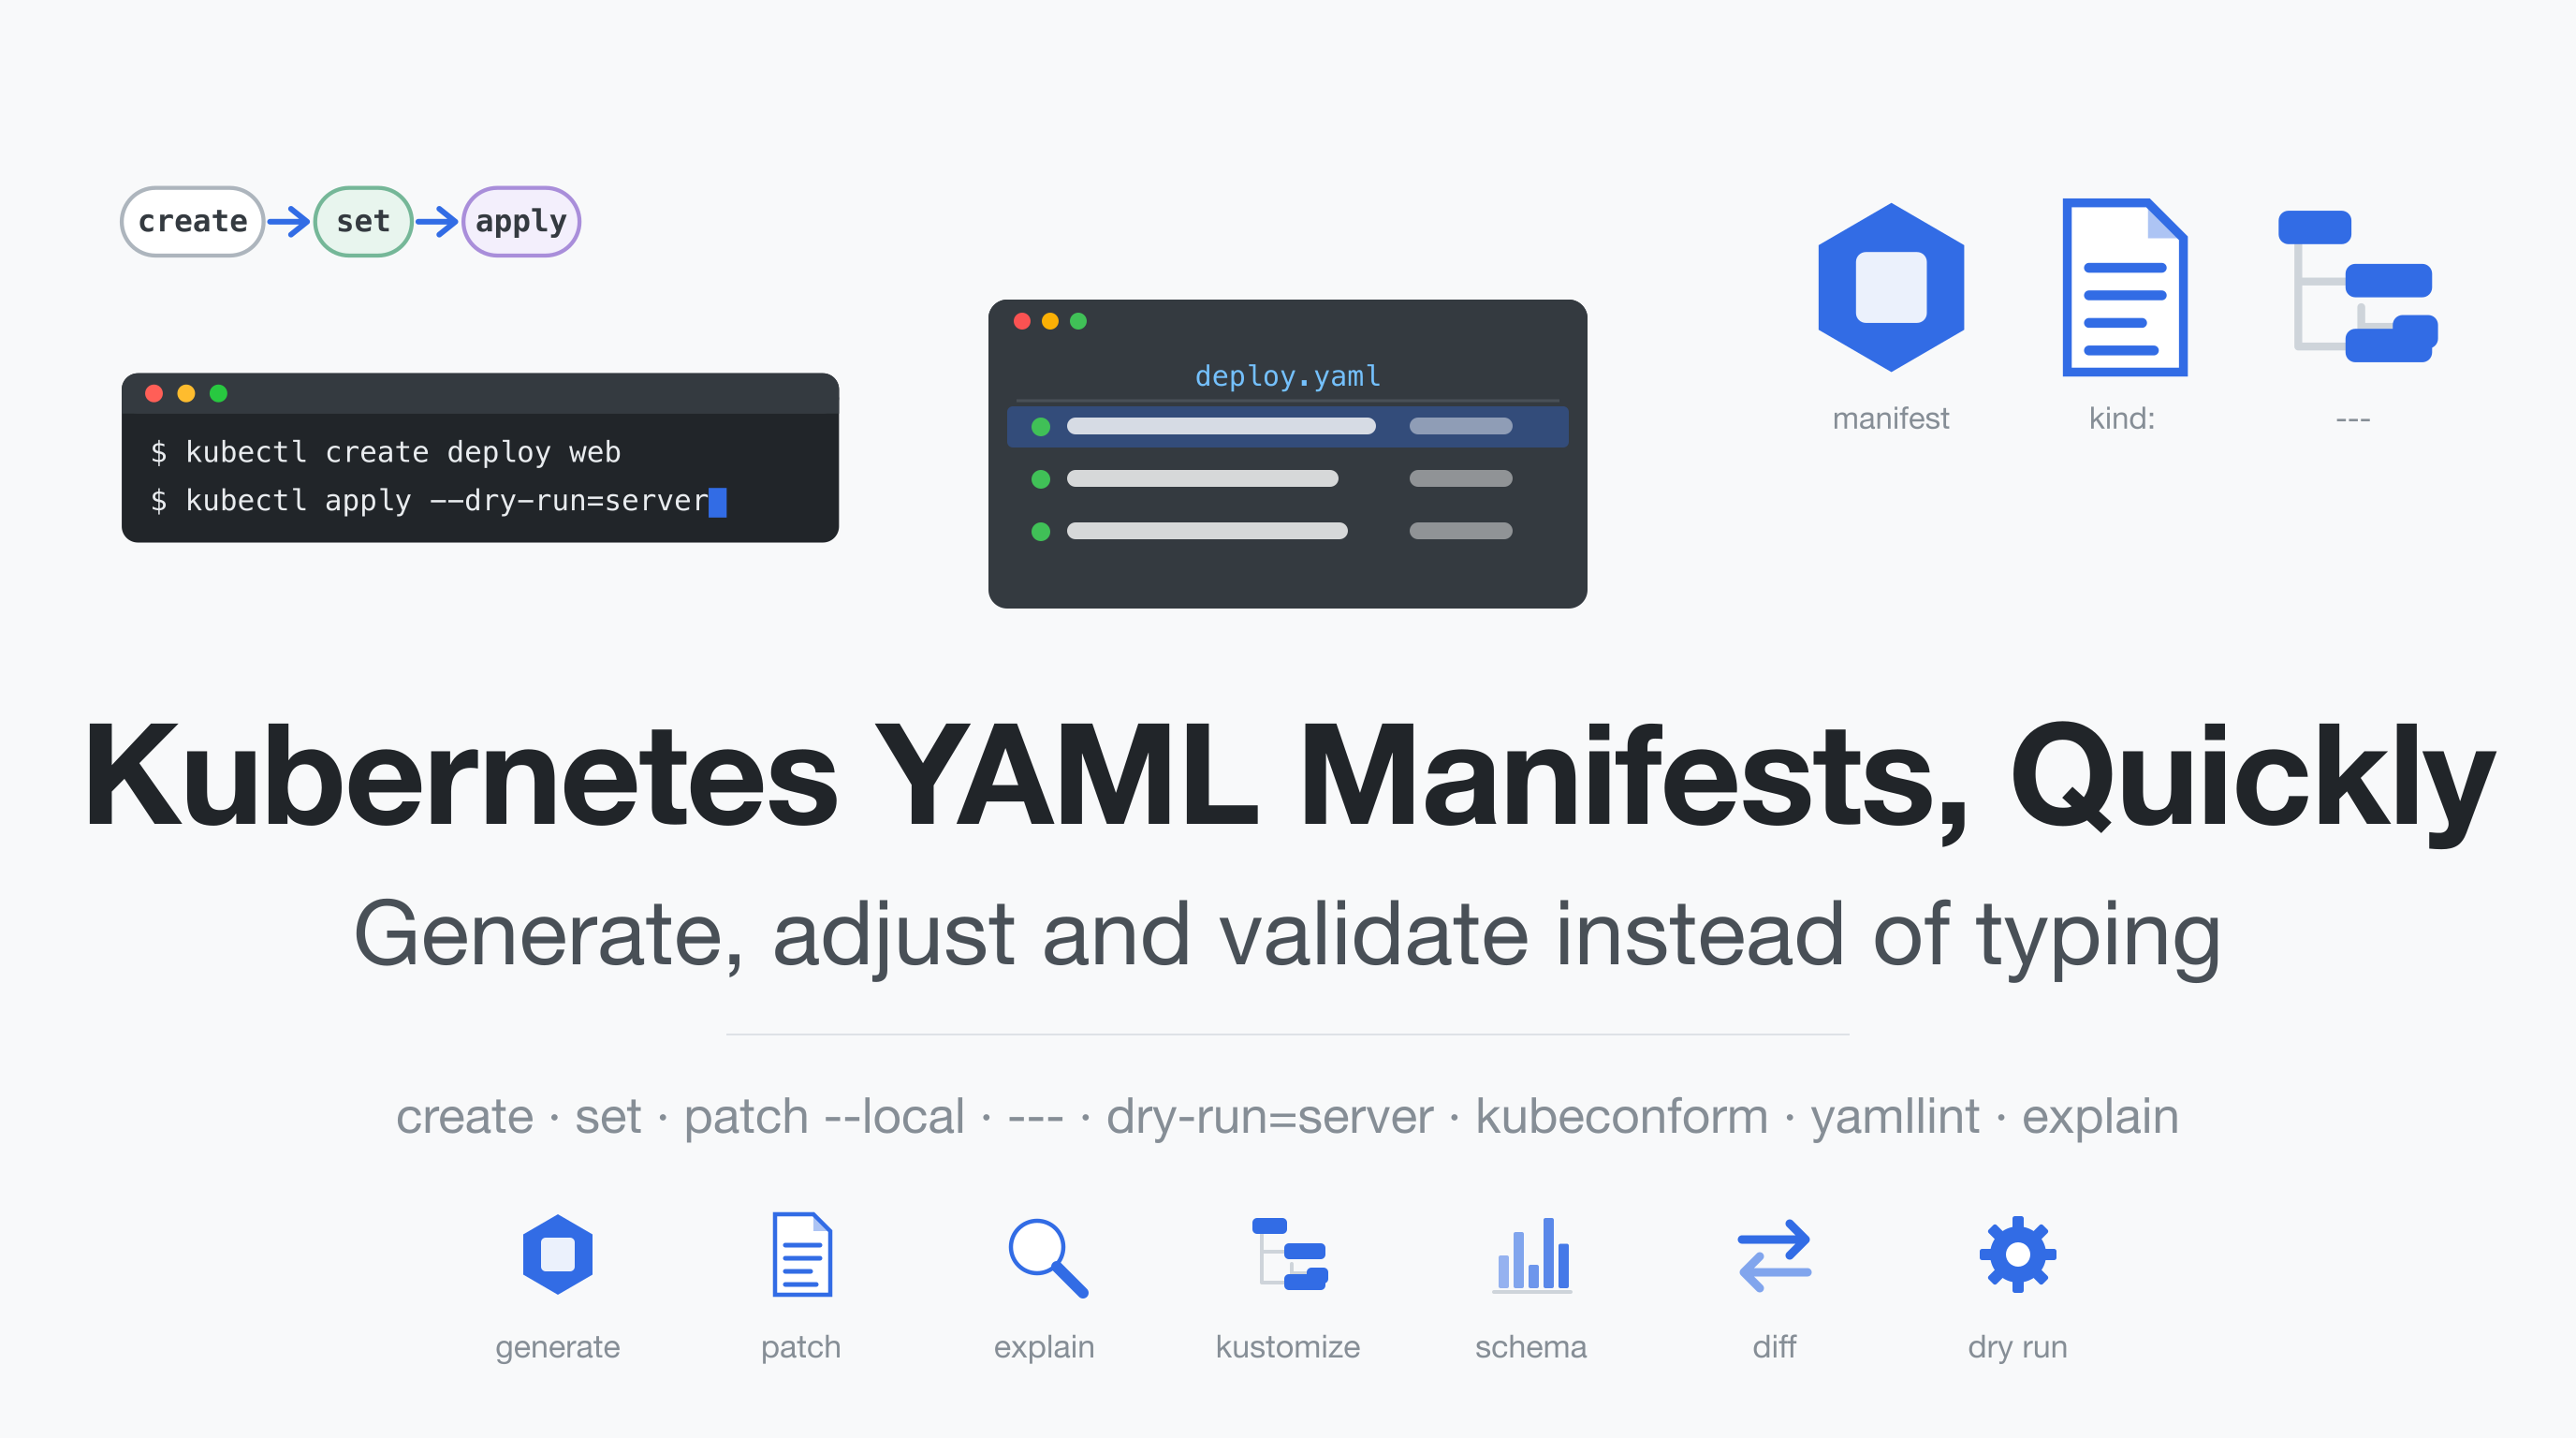 create → set → apply
$ kubectl create deploy web
$ kubectl apply --dry-run=server
deploy.yaml
manifest
kind:
---
Kubernetes YAML Manifests, Quickly
Generate, adjust and validate instead of typing
create · set · patch --local · --- · dry-run=server · kubeconform · yamllint · explain
generate
patch
explain
kustomize
schema
diff
dry run